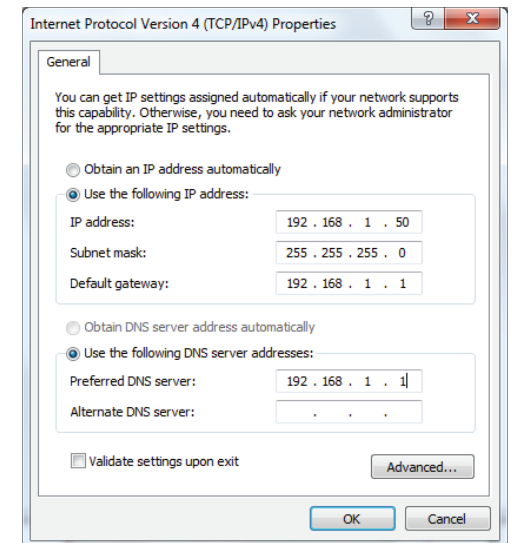 Internet Protocol Version 4 (TCP/IPv4) Properties
General
You can get IP settings assigned automatically if your network supports
this capability. Otherwise, you need to ask your network administrator
for the appropriate IP settings.
Obtain an IP address automatically
Use the following IP address:
IP address: 192 . 168 . 1 . 50
Subnet mask: 255 . 255 . 255 . 0
Default gateway: 192 . 168 . 1 . 1
Obtain DNS server address automatically
Use the following DNS server addresses:
Preferred DNS server: 192 . 168 . 1 . 1
Alternate DNS server: . . .
Validate settings upon exit
Advanced...
OK Cancel